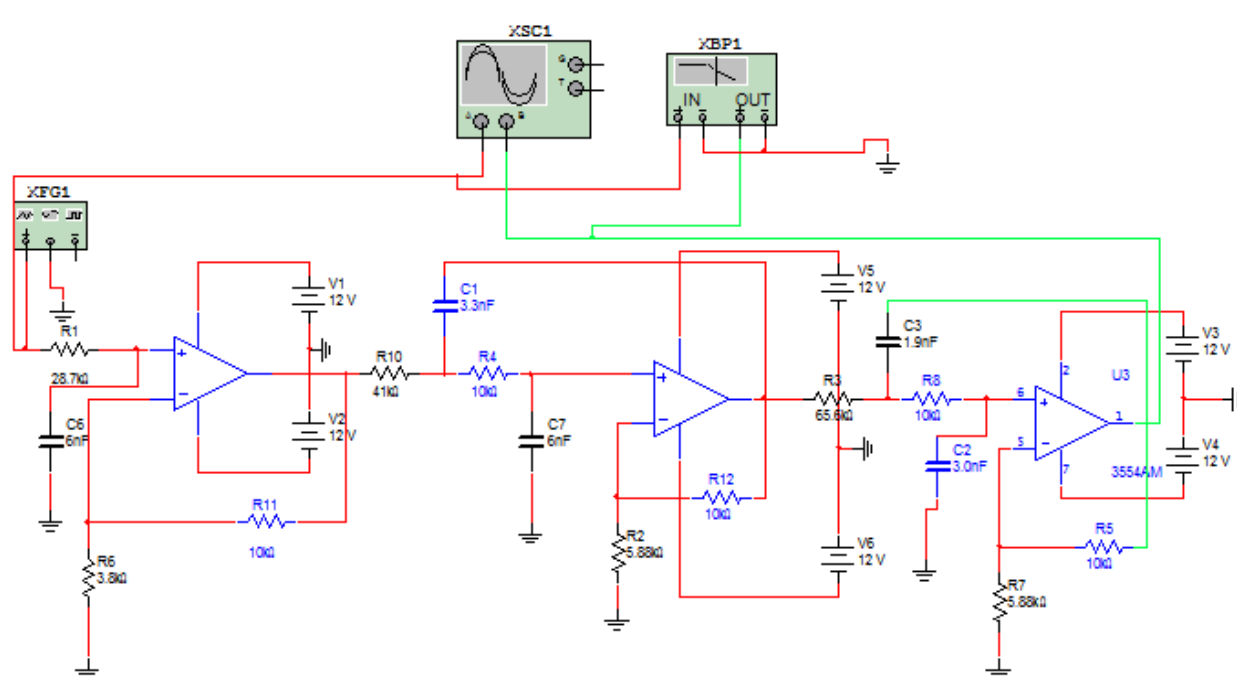 XSC1
XBP1
G
T
A
B
IN OUT
+ - + -
XFG1
+ -
V1
12 V
V5
12 V
C1
3.3nF
C3
1.9nF
V3
12 V
R1
28.7kΩ
R10
41kΩ
R4
10kΩ
R3
65.6kΩ
R8
10kΩ
2
U3
6
1
5
7
3554AM
C6
6nF
V2
12 V
C7
6nF
C2
3.0nF
V4
12 V
R12
10kΩ
R11
10kΩ
R2
5.88kΩ
V6
12 V
R5
10kΩ
R6
3.8kΩ
R7
5.88kΩ